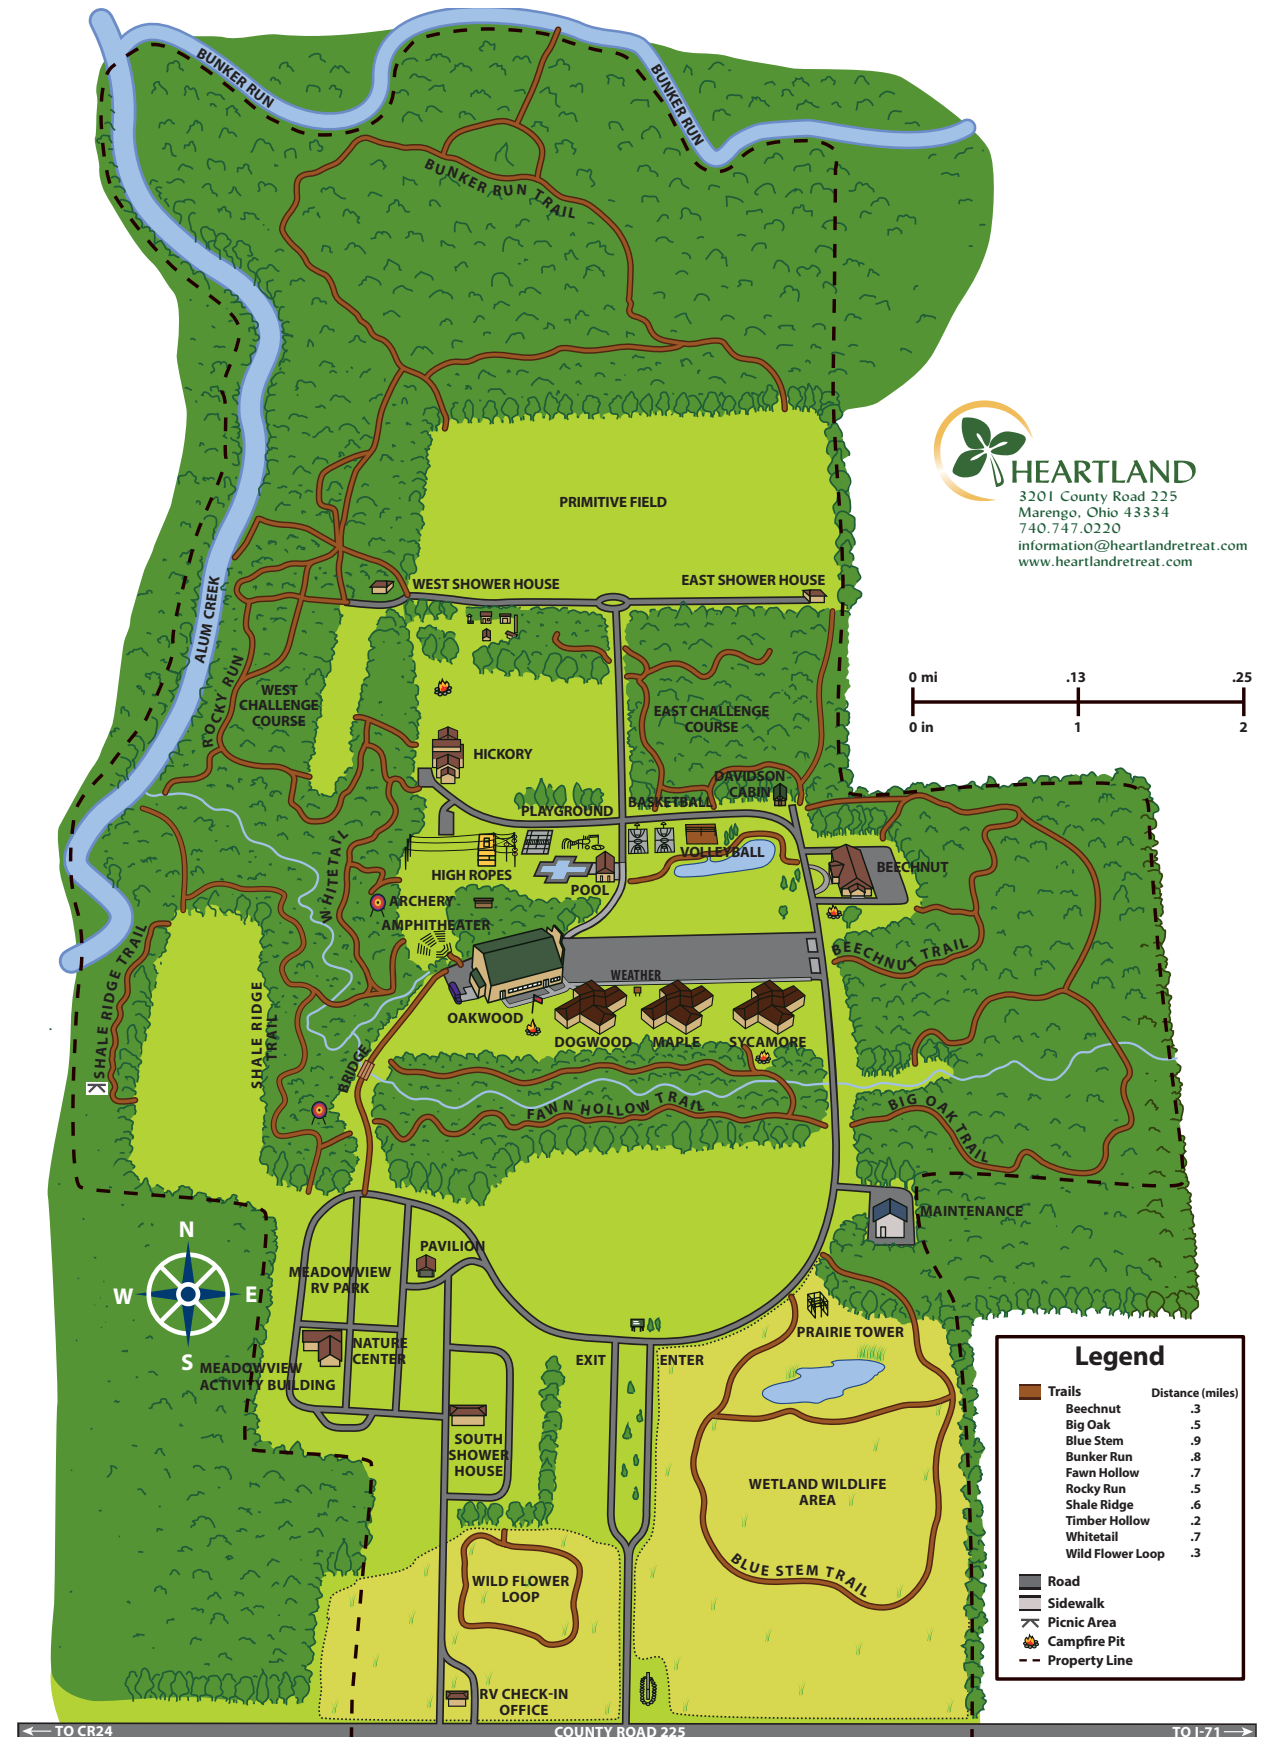 BUNKER RUN
BUNKER RUN
BUNKER RUN TRAIL
HEARTLAND
3201 County Road 225
Marengo, Ohio 43334
740.747.0220
information@heartlandretreat.com
www.heartlandretreat.com
PRIMITIVE FIELD
WEST SHOWER HOUSE
EAST SHOWER HOUSE
ALUM CREEK
ROCKY RUN
WEST
CHALLENGE
COURSE
0 mi .13 .25
0 in 1 2
EAST CHALLENGE
COURSE
HICKORY
DAVIDSON
CABIN
PLAYGROUND
BASKETBALL
VOLLEYBALL
BEECHNUT
HIGH ROPES
POOL
WHITETAIL
ARCHERY
AMPHITHEATER
SHALE RIDGE TRAIL
SHALE RIDGE
TRAIL
BEECHNUT TRAIL
WEATHER
OAKWOOD
DOGWOOD
MAPLE
SYCAMORE
BRIDGE
FAWN HOLLOW TRAIL
BIG OAK TRAIL
MAINTENANCE
N
W E
S
PAVILION
MEADOWVIEW
RV PARK
NATURE
CENTER
MEADOWVIEW
ACTIVITY BUILDING
EXIT
ENTER
PRAIRIE TOWER
SOUTH
SHOWER
HOUSE
WETLAND WILDLIFE
AREA
BLUE STEM TRAIL
WILD FLOWER
LOOP
RV CHECK-IN
OFFICE
Legend
Trails Distance (miles)
Beechnut .3
Big Oak .5
Blue Stem .9
Bunker Run .8
Fawn Hollow .7
Rocky Run .5
Shale Ridge .6
Timber Hollow .2
Whitetail .7
Wild Flower Loop .3
Road
Sidewalk
Picnic Area
Campfire Pit
Property Line
TO CR24
COUNTY ROAD 225
TO I-71